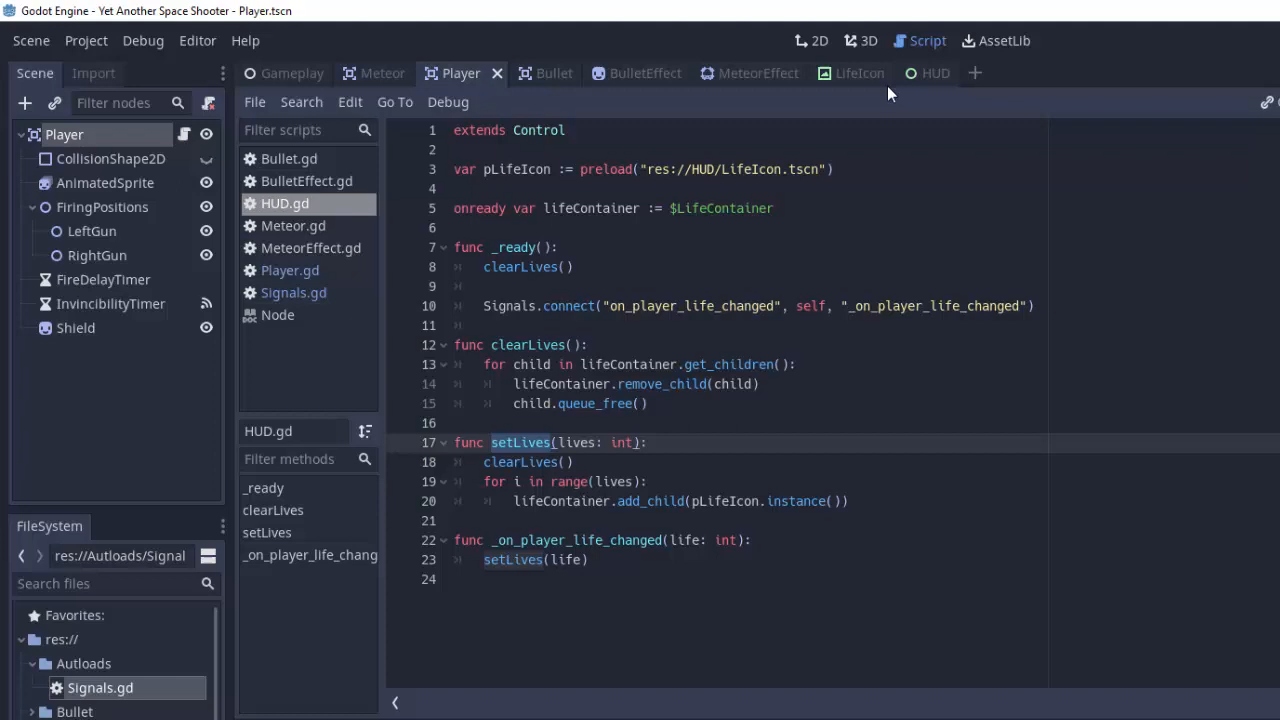 Godot Engine - Yet Another Space Shooter - Player.tscn
Scene Project Debug Editor Help 2D 3D Script AssetLib
Scene Import
Gameplay Meteor Player Bullet BulletEffect MeteorEffect LifeIcon HUD
Filter nodes
File Search Edit Go To Debug
Player
CollisionShape2D
AnimatedSprite
FiringPositions
LeftGun
RightGun
FireDelayTimer
InvincibilityTimer
Shield
Filter scripts
Bullet.gd
BulletEffect.gd
HUD.gd
Meteor.gd
MeteorEffect.gd
Player.gd
Signals.gd
Node
HUD.gd
Filter methods
_ready
clearLives
setLives
_on_player_life_chang
1 extends Control
2
3 var pLifeIcon := preload("res://HUD/LifeIcon.tscn")
4
5 onready var lifeContainer := $LifeContainer
6
7 func _ready():
8 clearLives()
9
10 Signals.connect("on_player_life_changed", self, "_on_player_life_changed")
11
12 func clearLives():
13 for child in lifeContainer.get_children():
14 lifeContainer.remove_child(child)
15 child.queue_free()
16
17 func setLives(lives: int):
18 clearLives()
19 for i in range(lives):
20 lifeContainer.add_child(pLifeIcon.instance())
21
22 func _on_player_life_changed(life: int):
23 setLives(life)
24
FileSystem
res://Autloads/Signal
Search files
Favorites:
res://
Autloads
Signals.gd
Bullet